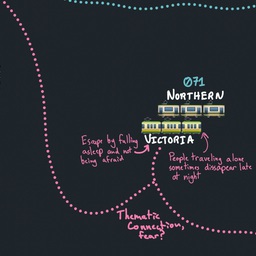 071
NORTHERN
VICTORIA
Escape by falling
asleep and not
being afraid
People traveling alone
sometimes dissapear late
at night
Thematic
Connection,
fear?